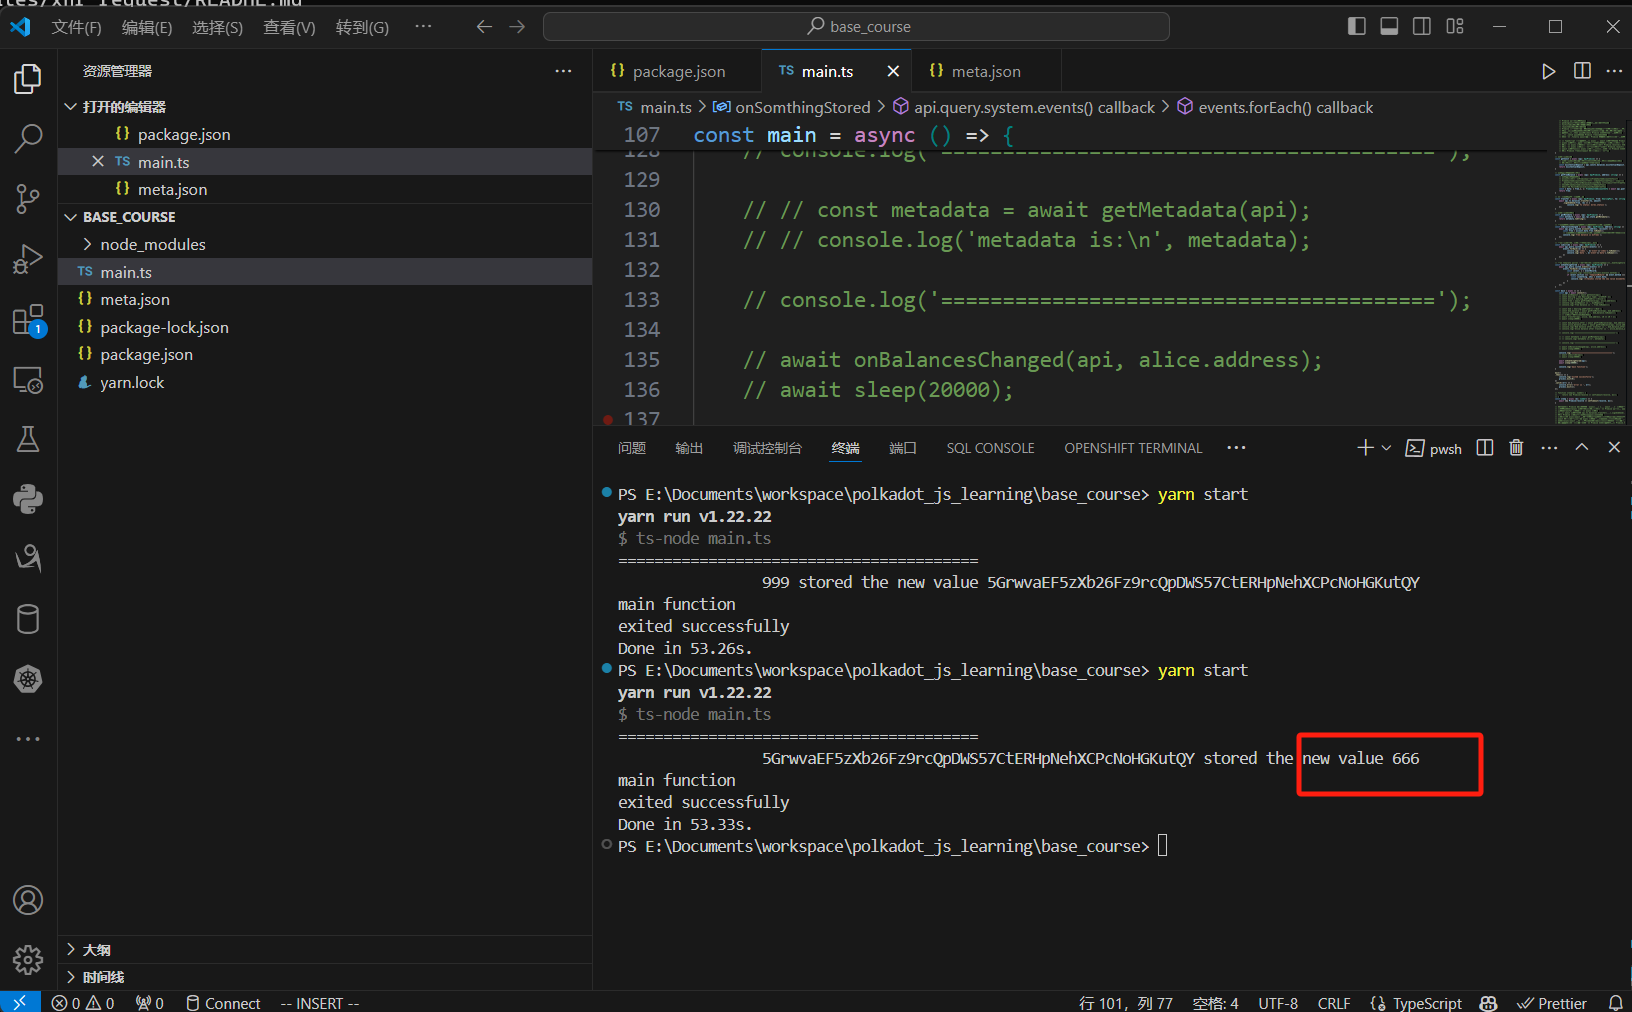 文件(F) 编辑(E) 选择(S) 查看(V) 转到(G) ··· base_course
资源管理器 ···
打开的编辑器
{} package.json
TS main.ts
{} meta.json
BASE_COURSE
node_modules
TS main.ts
{} meta.json
{} package-lock.json
{} package.json
yarn.lock
大纲
时间线
1
{} package.json TS main.ts {} meta.json
TS main.ts > onSomthingStored > api.query.system.events() callback > events.forEach() callback
107 const main = async () => {
128 // console.log('========================================');
129
130 // // const metadata = await getMetadata(api);
131 // // console.log('metadata is:\n', metadata);
132
133 // console.log('========================================');
134
135 // await onBalancesChanged(api, alice.address);
136 // await sleep(20000);
137
问题 输出 调试控制台 终端 端口 SQL CONSOLE OPENSHIFT TERMINAL ··· pwsh
PS E:\Documents\workspace\polkadot_js_learning\base_course> yarn start
yarn run v1.22.22
$ ts-node main.ts
========================================
999 stored the new value 5GrwvaEF5zXb26Fz9rcQpDWS57CtERHpNehXCPcNoHGKutQY
main function
exited successfully
Done in 53.26s.
PS E:\Documents\workspace\polkadot_js_learning\base_course> yarn start
yarn run v1.22.22
$ ts-node main.ts
========================================
5GrwvaEF5zXb26Fz9rcQpDWS57CtERHpNehXCPcNoHGKutQY stored the new value 666
main function
exited successfully
Done in 53.33s.
PS E:\Documents\workspace\polkadot_js_learning\base_course>
0 0 0 Connect -- INSERT -- 行 101，列 77 空格: 4 UTF-8 CRLF {} TypeScript Prettier